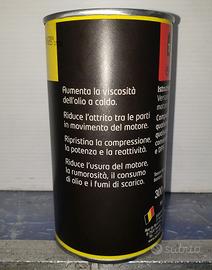 Aumenta la viscosità
dell'olio a caldo.
Riduce l'attrito tra le parti
in movimento del motore.
Ripristina la compressione,
la potenza e la reattività.
Riduce l'usura del motore,
la rumorosità, il consumo
di olio e i fumi di scarico.
300
subito